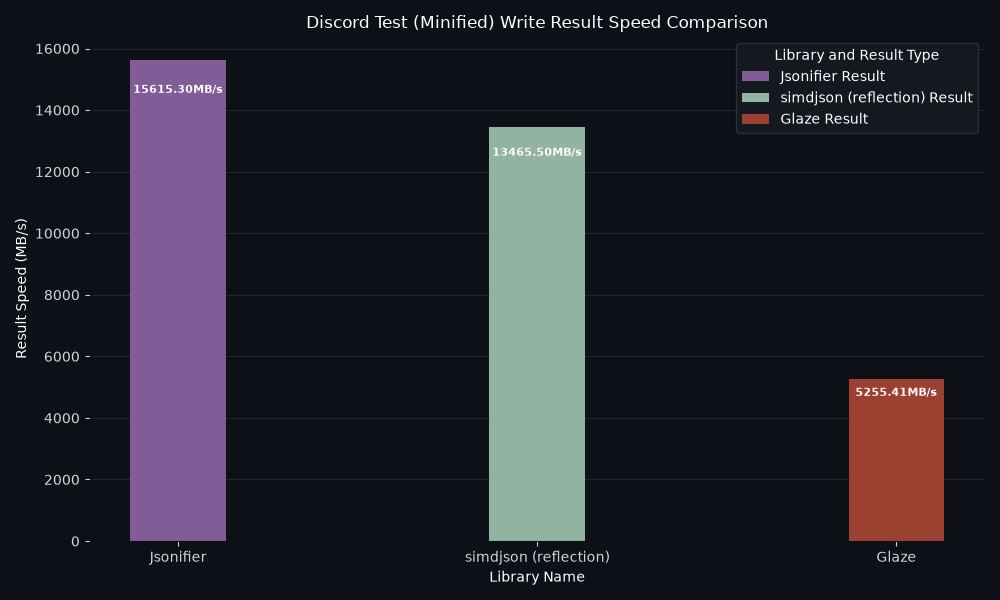 Discord Test (Minified) Write Result Speed Comparison
Result Speed (MB/s)
16000
14000
12000
10000
8000
6000
4000
2000
0
15615.30MB/s
13465.50MB/s
5255.41MB/s
Library and Result Type
Jsonifier Result
simdjson (reflection) Result
Glaze Result
Jsonifier
simdjson (reflection)
Glaze
Library Name